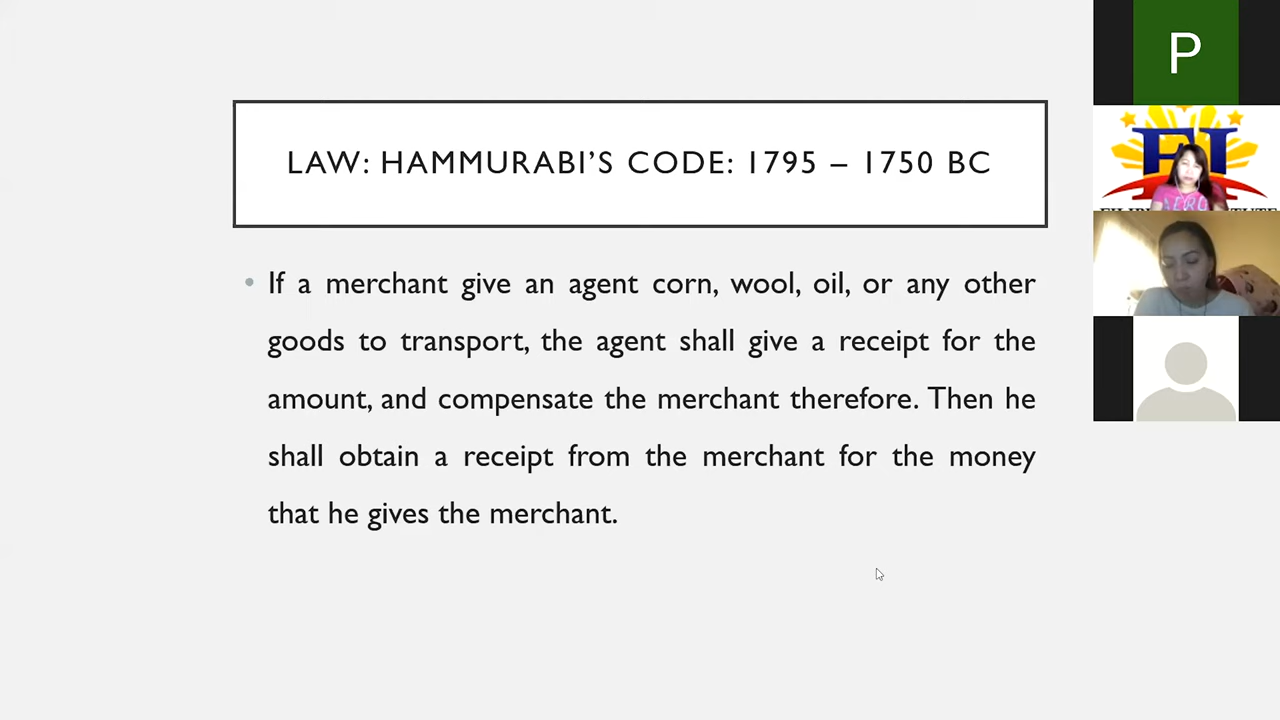 LAW: HAMMURABI’S CODE: 1795 – 1750 BC
• If a merchant give an agent corn, wool, oil, or any other
goods to transport, the agent shall give a receipt for the
amount, and compensate the merchant therefore. Then he
shall obtain a receipt from the merchant for the money
that he gives the merchant.
P
FI